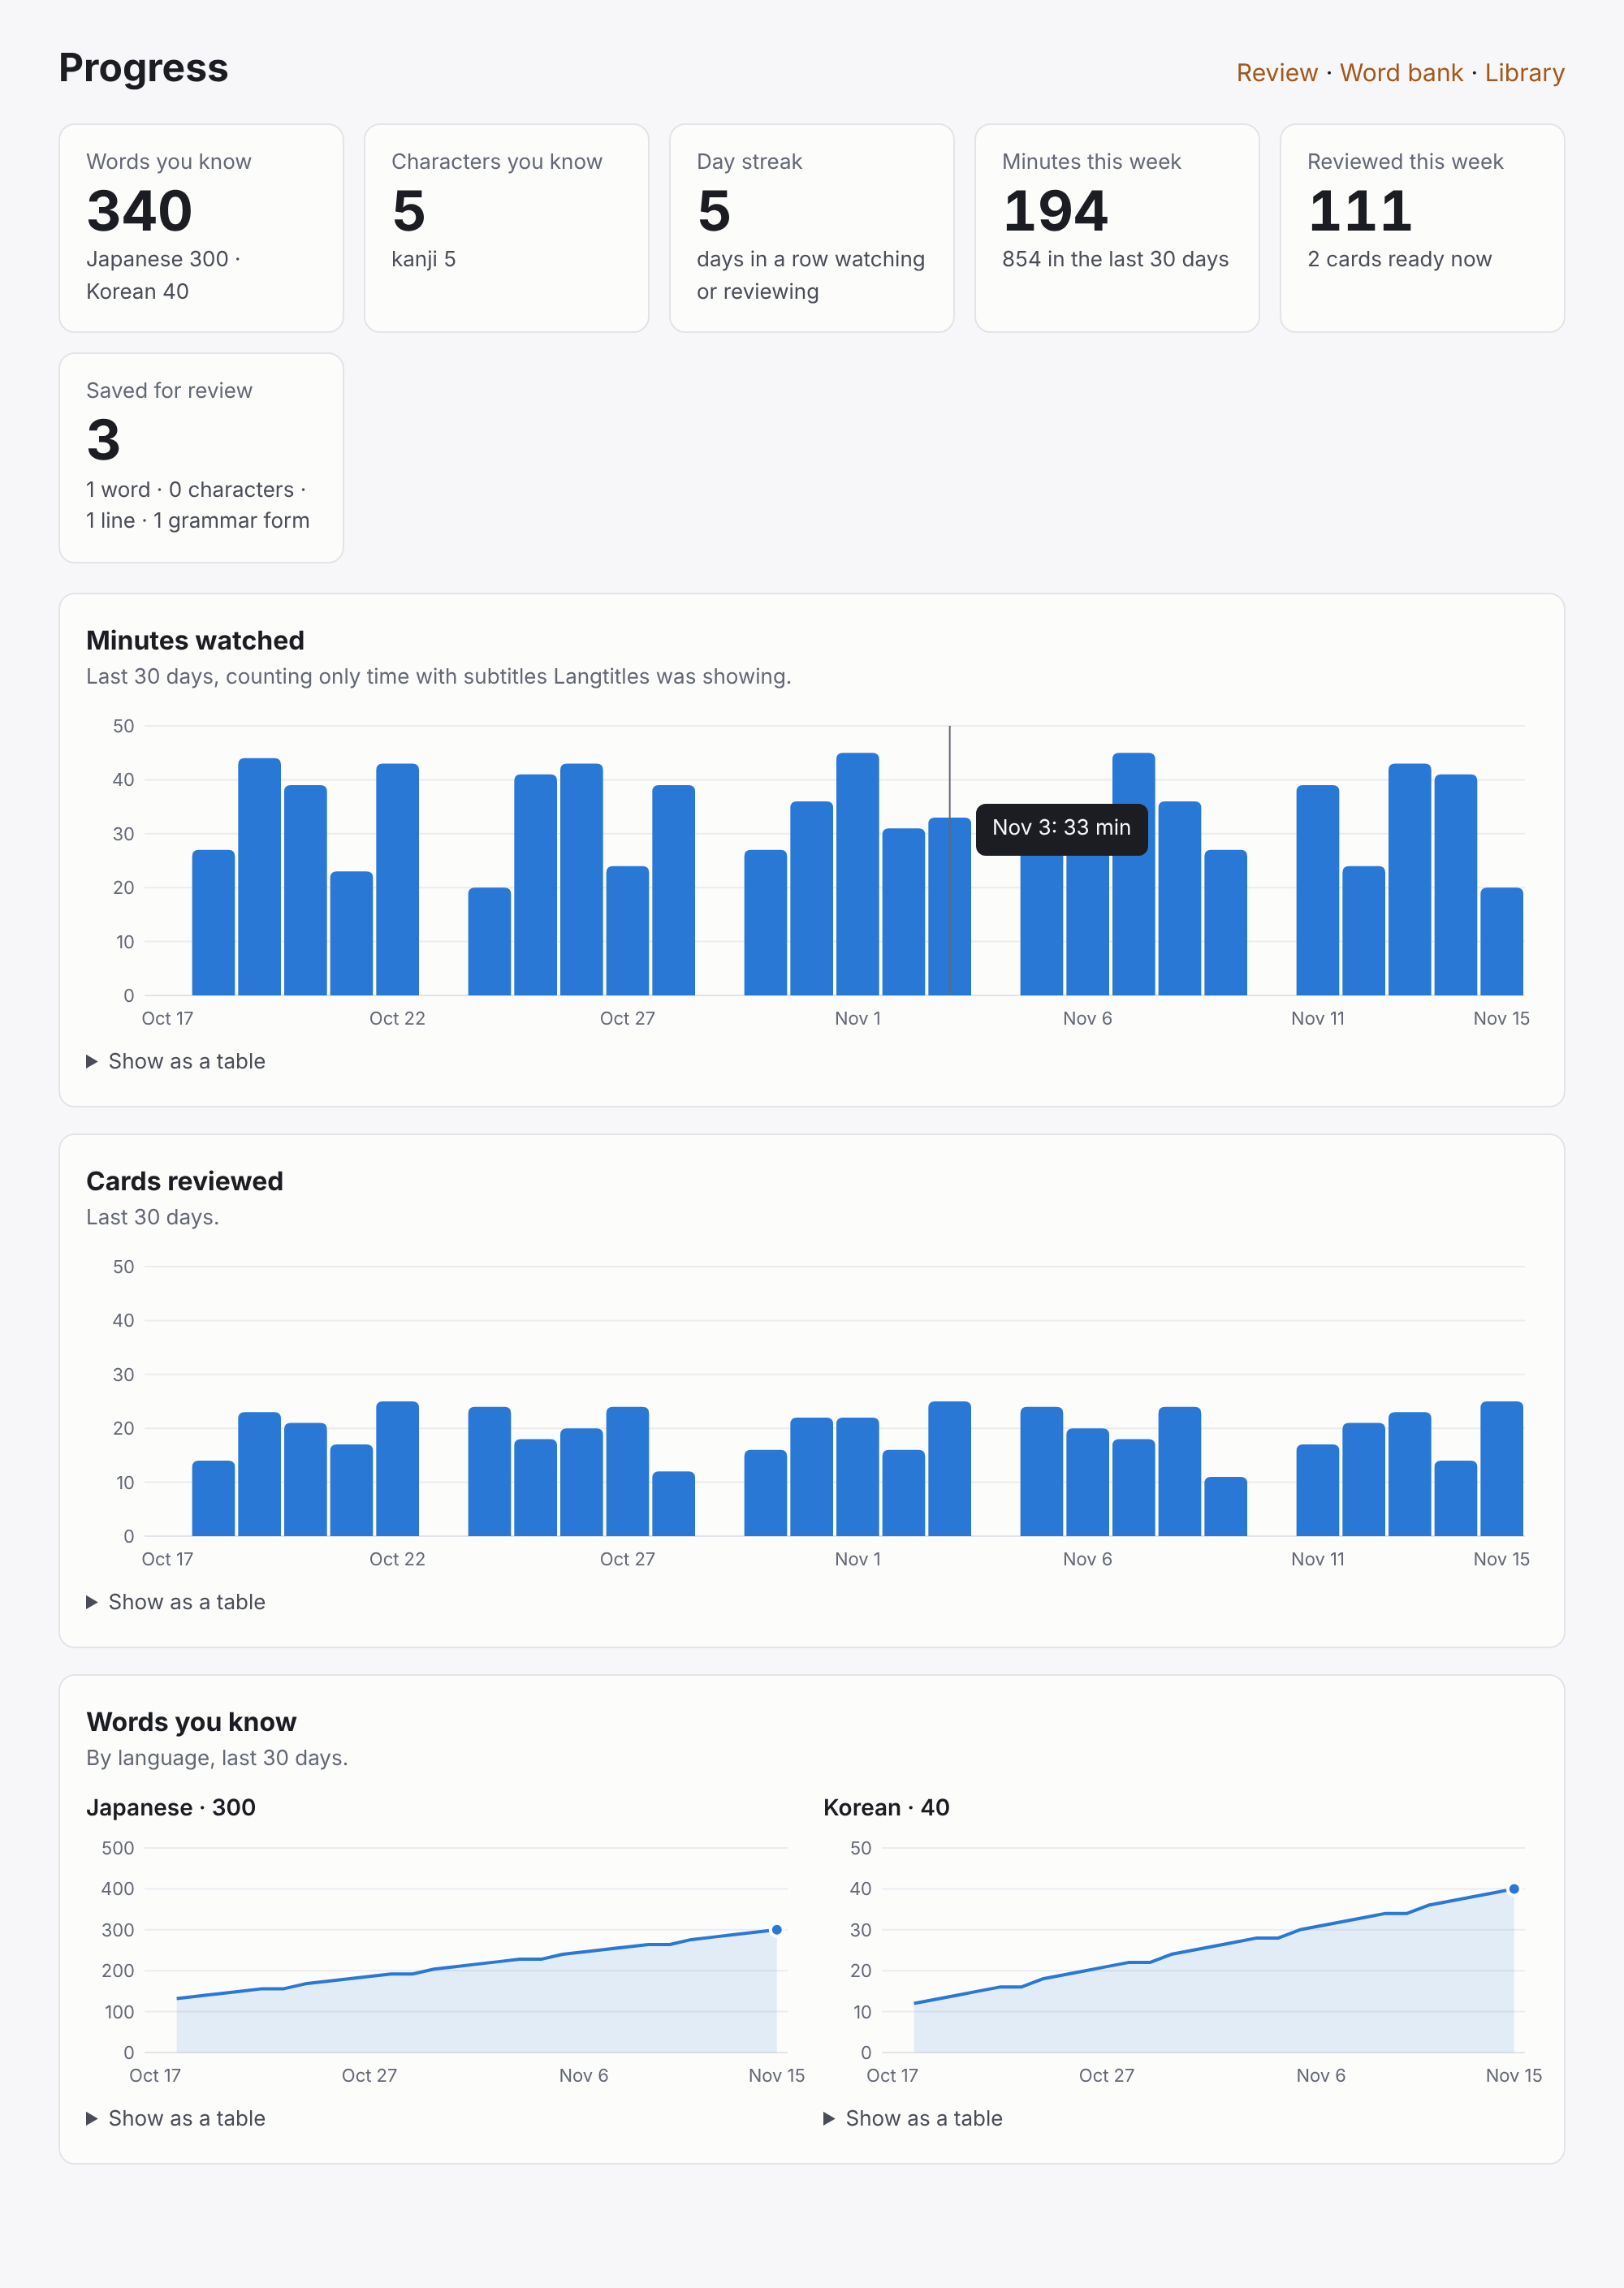 Progress
Review · Word bank · Library
Words you know
340
Japanese 300 ·
Korean 40
Characters you know
5
kanji 5
Day streak
5
days in a row watching
or reviewing
Minutes this week
194
854 in the last 30 days
Reviewed this week
111
2 cards ready now
Saved for review
3
1 word · 0 characters ·
1 line · 1 grammar form
Minutes watched
Last 30 days, counting only time with subtitles Langtitles was showing.
50
40
30
20
10
0
Nov 3: 33 min
Oct 17 Oct 22 Oct 27 Nov 1 Nov 6 Nov 11 Nov 15
Show as a table
Cards reviewed
Last 30 days.
50
40
30
20
10
0
Oct 17 Oct 22 Oct 27 Nov 1 Nov 6 Nov 11 Nov 15
Show as a table
Words you know
By language, last 30 days.
Japanese · 300
500
400
300
200
100
0
Oct 17 Oct 27 Nov 6 Nov 15
Show as a table
Korean · 40
50
40
30
20
10
0
Oct 17 Oct 27 Nov 6 Nov 15
Show as a table